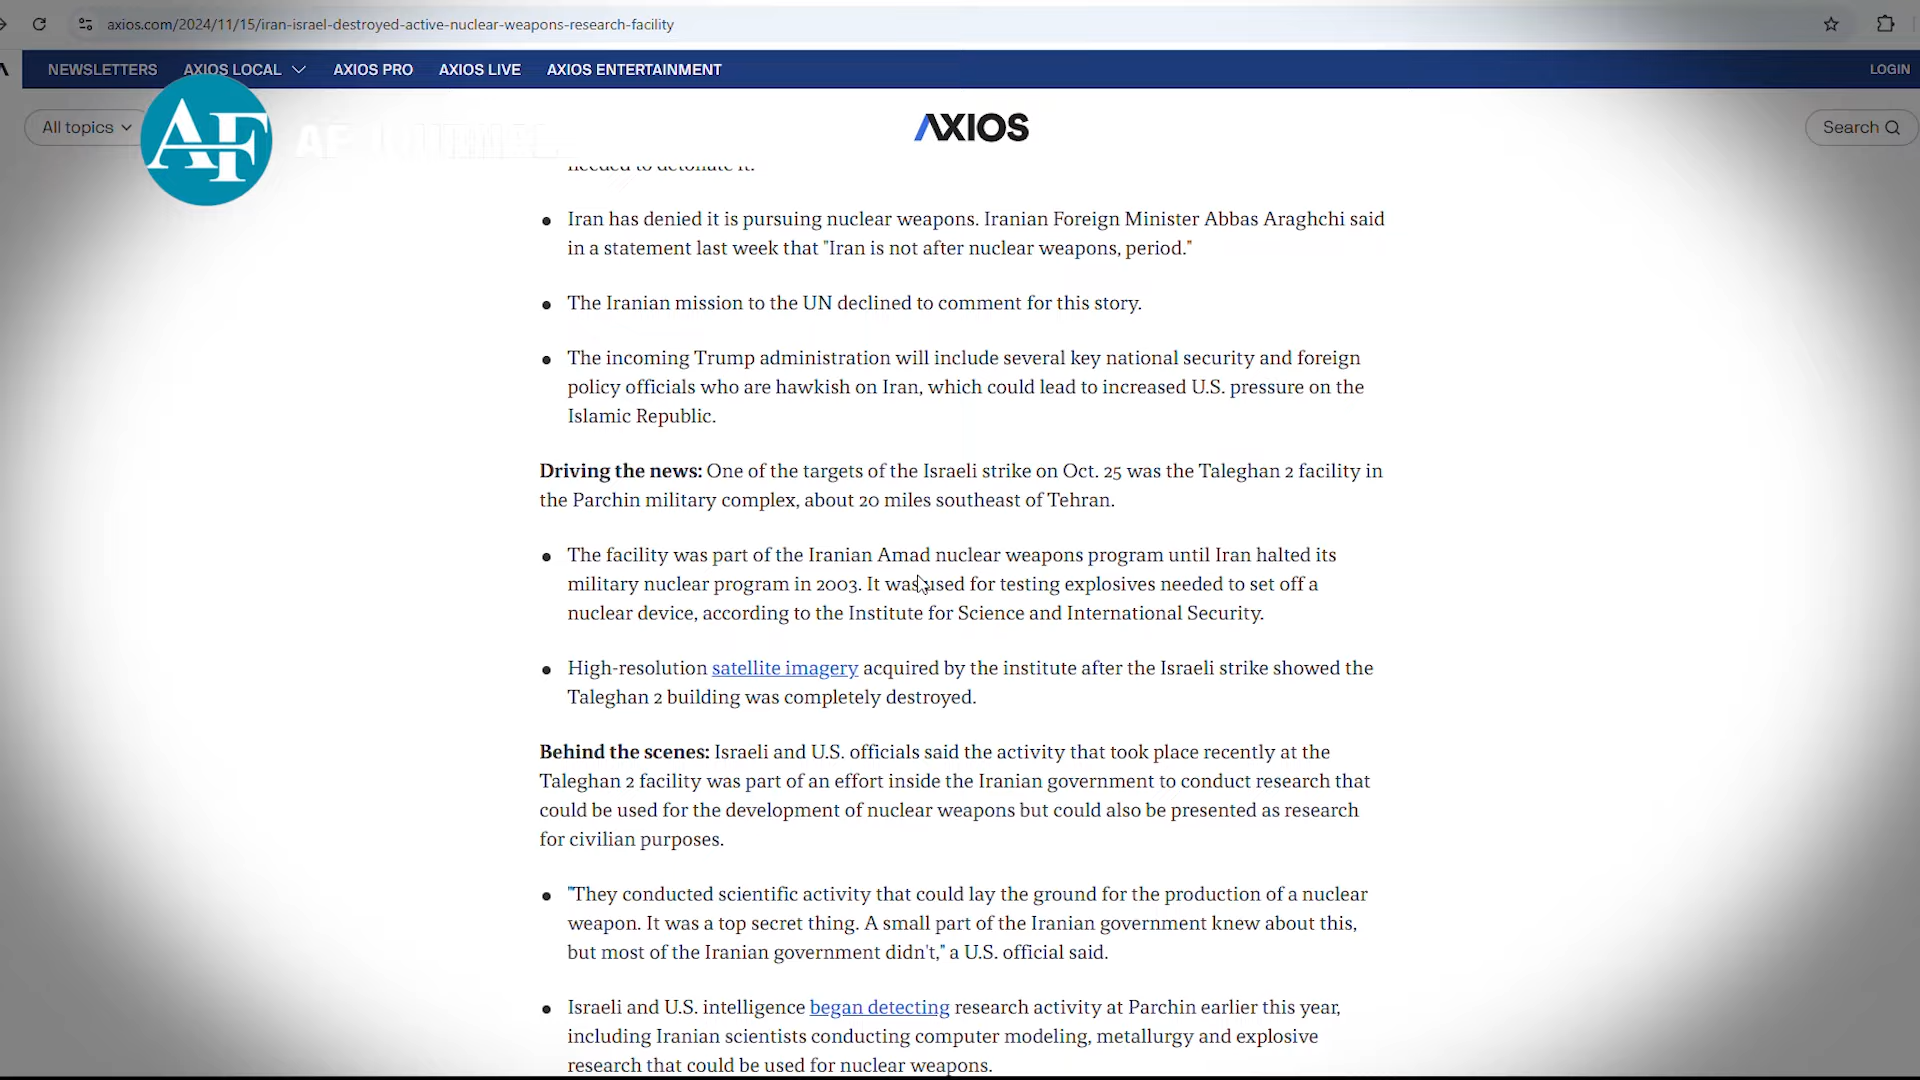 axios.com/2024/11/15/iran-israel-destroyed-active-nuclear-weapons-research-facility
NEWSLETTERS AXIOS LOCAL AXIOS PRO AXIOS LIVE AXIOS ENTERTAINMENT LOGIN
All topics AF AXIOS Search
needed to detonate it.
Iran has denied it is pursuing nuclear weapons. Iranian Foreign Minister Abbas Araghchi said
in a statement last week that "Iran is not after nuclear weapons, period."
The Iranian mission to the UN declined to comment for this story.
The incoming Trump administration will include several key national security and foreign
policy officials who are hawkish on Iran, which could lead to increased U.S. pressure on the
Islamic Republic.
Driving the news: One of the targets of the Israeli strike on Oct. 25 was the Taleghan 2 facility in
the Parchin military complex, about 20 miles southeast of Tehran.
The facility was part of the Iranian Amad nuclear weapons program until Iran halted its
military nuclear program in 2003. It was used for testing explosives needed to set off a
nuclear device, according to the Institute for Science and International Security.
High-resolution satellite imagery acquired by the institute after the Israeli strike showed the
Taleghan 2 building was completely destroyed.
Behind the scenes: Israeli and U.S. officials said the activity that took place recently at the
Taleghan 2 facility was part of an effort inside the Iranian government to conduct research that
could be used for the development of nuclear weapons but could also be presented as research
for civilian purposes.
"They conducted scientific activity that could lay the ground for the production of a nuclear
weapon. It was a top secret thing. A small part of the Iranian government knew about this,
but most of the Iranian government didn't," a U.S. official said.
Israeli and U.S. intelligence began detecting research activity at Parchin earlier this year,
including Iranian scientists conducting computer modeling, metallurgy and explosive
research that could be used for nuclear weapons.